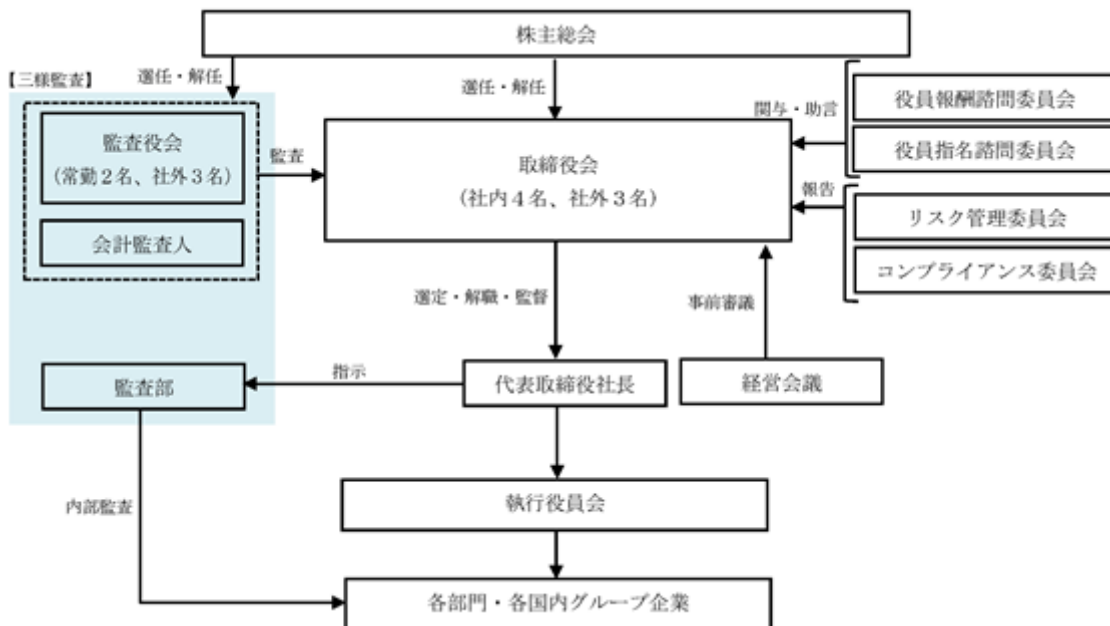 株主総会
【三様監査】
選任・解任
選任・解任
関与・助言
役員報酬諮問委員会
監査役会
(常勤2名、社外3名)
監査
取締役会
(社内4名、社外3名)
役員指名諮問委員会
報告
リスク管理委員会
会計監査人
コンプライアンス委員会
選定・解職・監督
事前審議
監査部
指示
代表取締役社長
経営会議
内部監査
執行役員会
各部門・各国内グループ企業